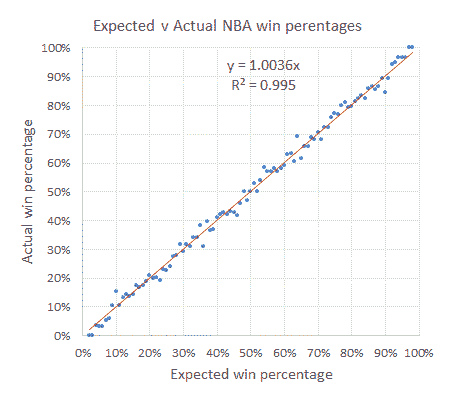 Expected v Actual NBA win perentages
y = 1.0036x
R² = 0.995
Actual win percentage
100%
90%
80%
70%
60%
50%
40%
30%
20%
10%
0%
0% 10% 20% 30% 40% 50% 60% 70% 80% 90% 100%
Expected win percentage